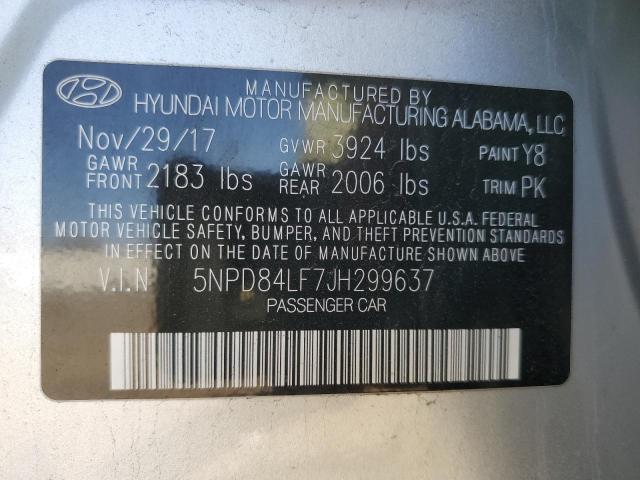 MANUFACTURED BY
HYUNDAI MOTOR MANUFACTURING ALABAMA, LLC
Nov/29/17 GVWR 3924 lbs PAINT Y8
GAWR FRONT 2183 lbs GAWR REAR 2006 lbs TRIM PK
THIS VEHICLE CONFORMS TO ALL APPLICABLE U.S.A. FEDERAL
MOTOR VEHICLE SAFETY, BUMPER, AND THEFT PREVENTION STANDARDS
IN EFFECT ON THE DATE OF MANUFACTURE SHOWN ABOVE.
V.I.N 5NPD84LF7JH299637
PASSENGER CAR